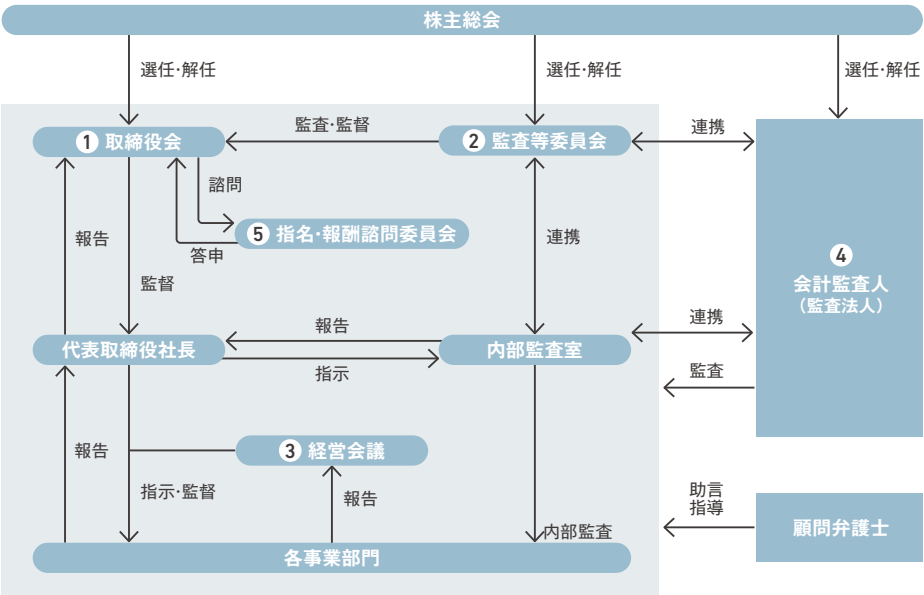 株主総会
選任・解任
選任・解任
選任・解任
1 取締役会
監査・監督
2 監査等委員会
連携
諮問
5 指名・報酬諮問委員会
答申
報告
監督
連携
4
会計監査人
（監査法人）
代表取締役社長
報告
指示
内部監査室
連携
監査
報告
3 経営会議
指示・監督
報告
内部監査
助言
指導
顧問弁護士
各事業部門